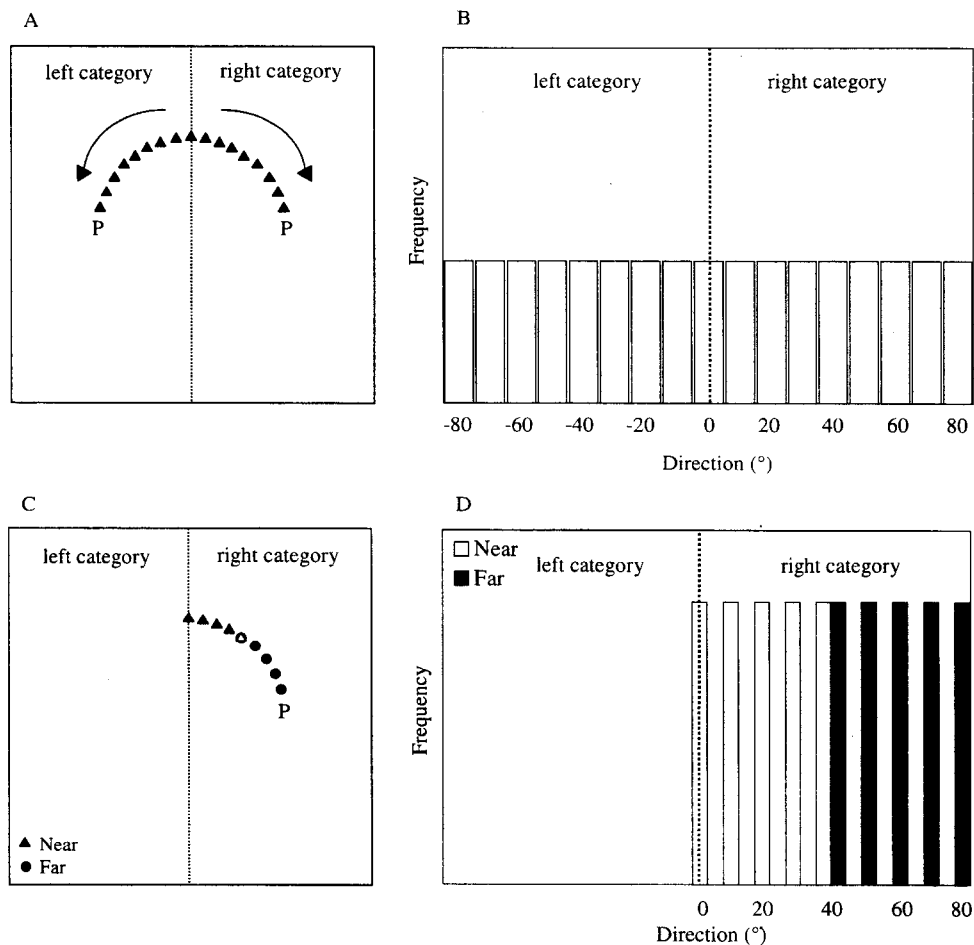 A
left category right category
P P
B
left category right category
Frequency
-80 -60 -40 -20 0 20 40 60 80
Direction (°)
C
left category right category
P
Near
Far
D
Near
Far
left category right category
Frequency
0 20 40 60 80
Direction (°)